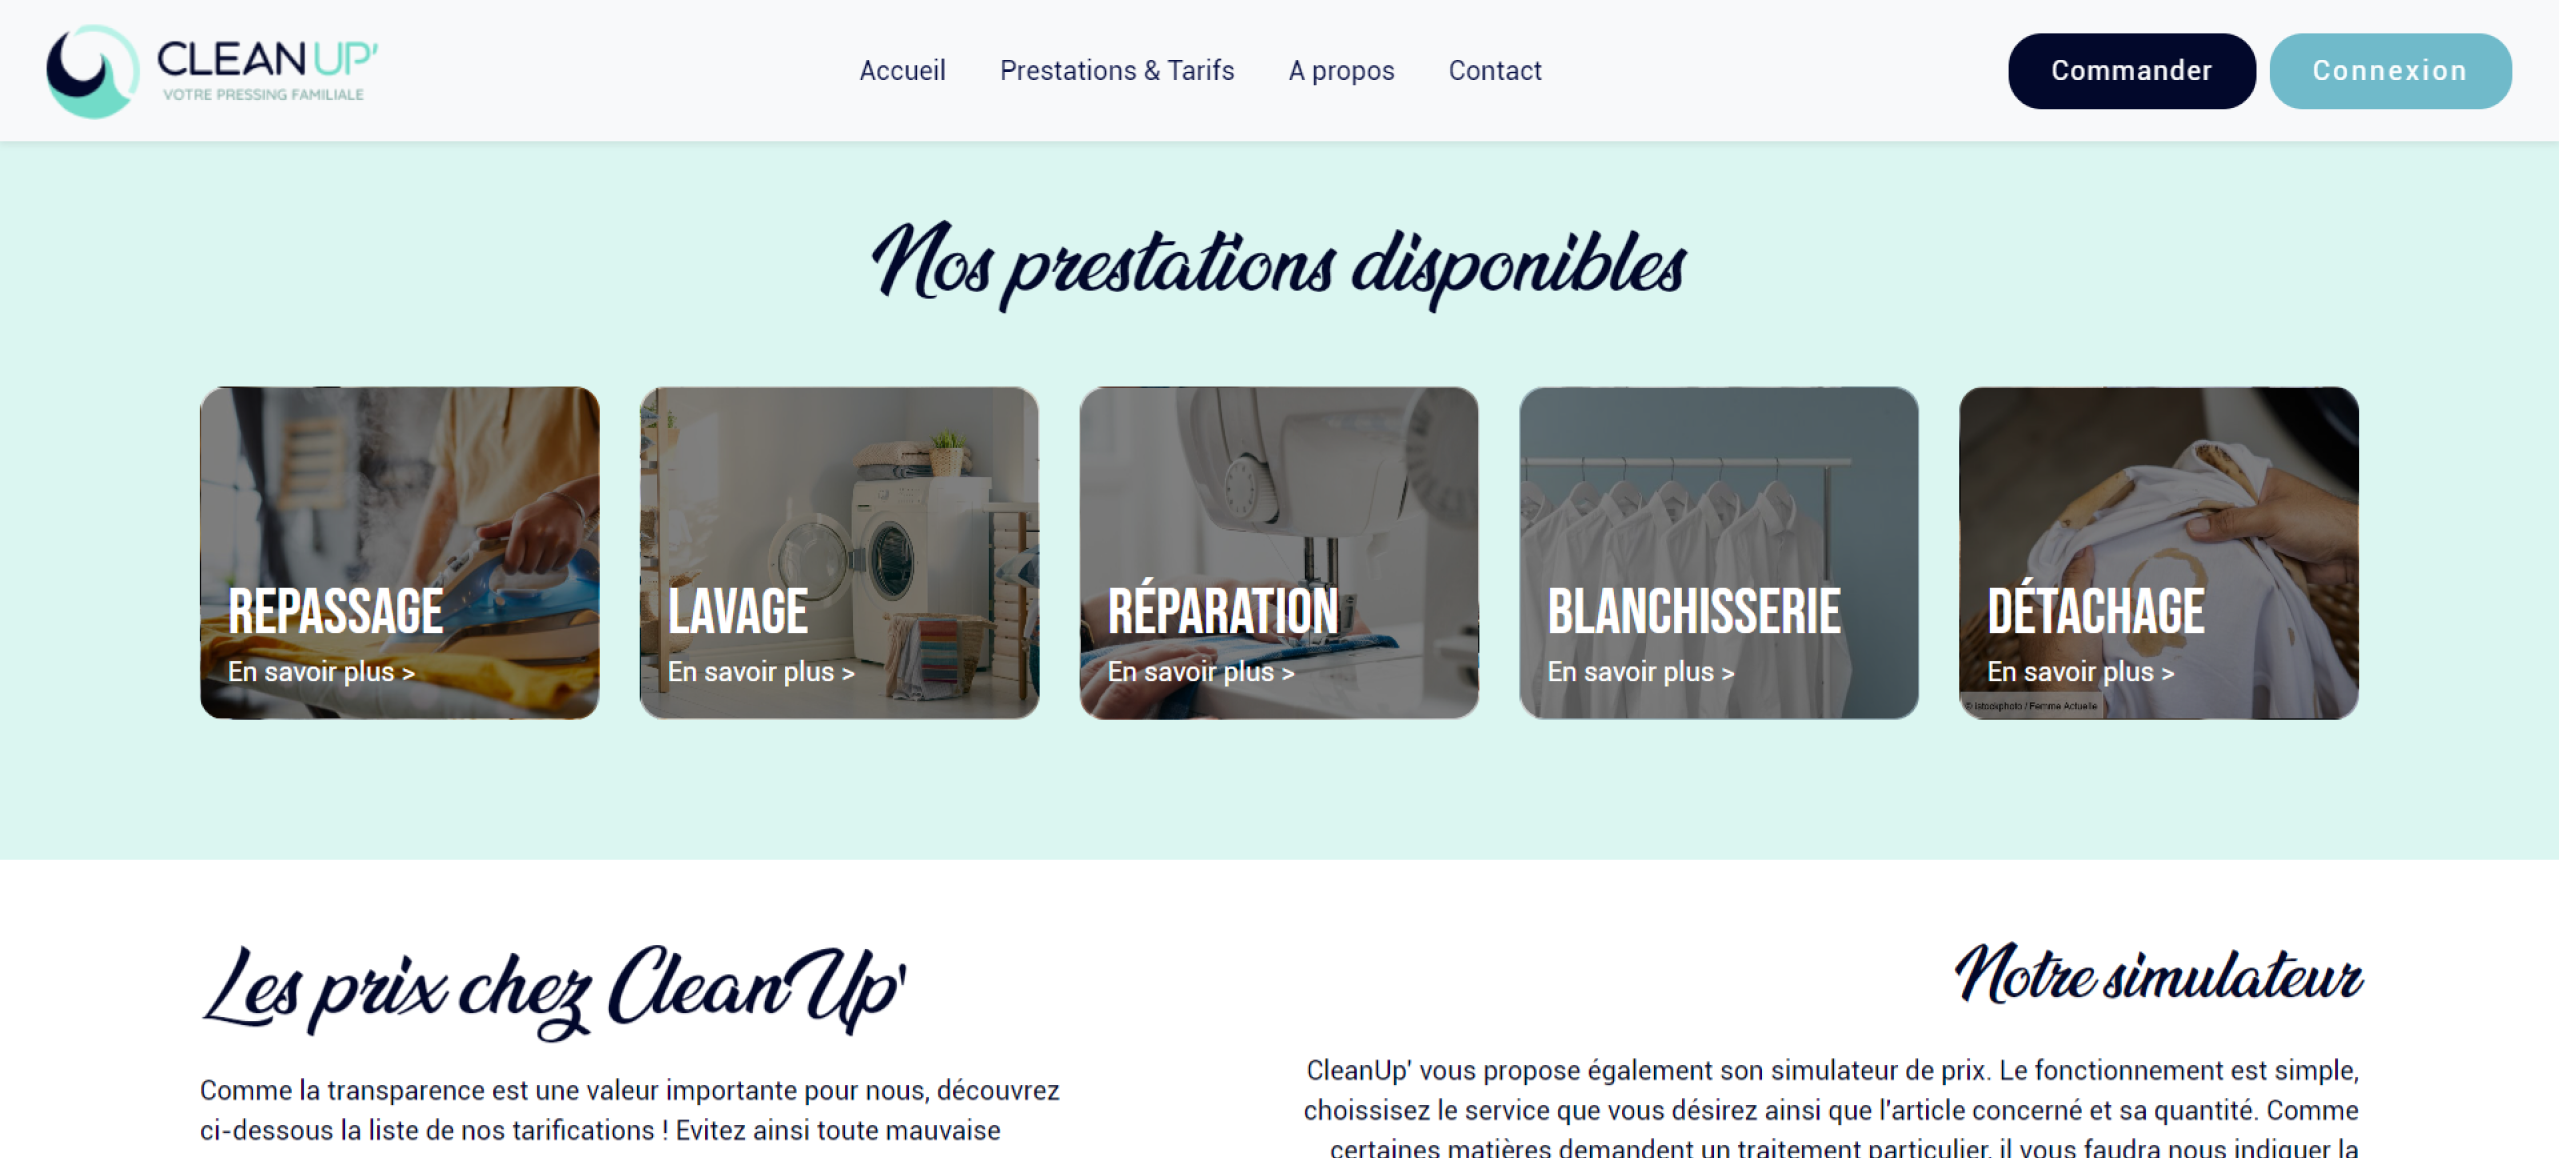 CLEAN UP'
VOTRE PRESSING FAMILIALE
Accueil
Prestations & Tarifs
A propos
Contact
Commander
Connexion
Nos prestations disponibles
REPASSAGE
En savoir plus >
LAVAGE
En savoir plus >
RÉPARATION
En savoir plus >
BLANCHISSERIE
En savoir plus >
DÉTACHAGE
En savoir plus >
© Istockphoto / Femme Actuelle
Les prix chez CleanUp'
Comme la transparence est une valeur importante pour nous, découvrez
ci-dessous la liste de nos tarifications ! Evitez ainsi toute mauvaise
Notre simulateur
CleanUp' vous propose également son simulateur de prix. Le fonctionnement est simple,
choissisez le service que vous désirez ainsi que l'article concerné et sa quantité. Comme
certaines matières demandent un traitement particulier, il vous faudra nous indiquer la